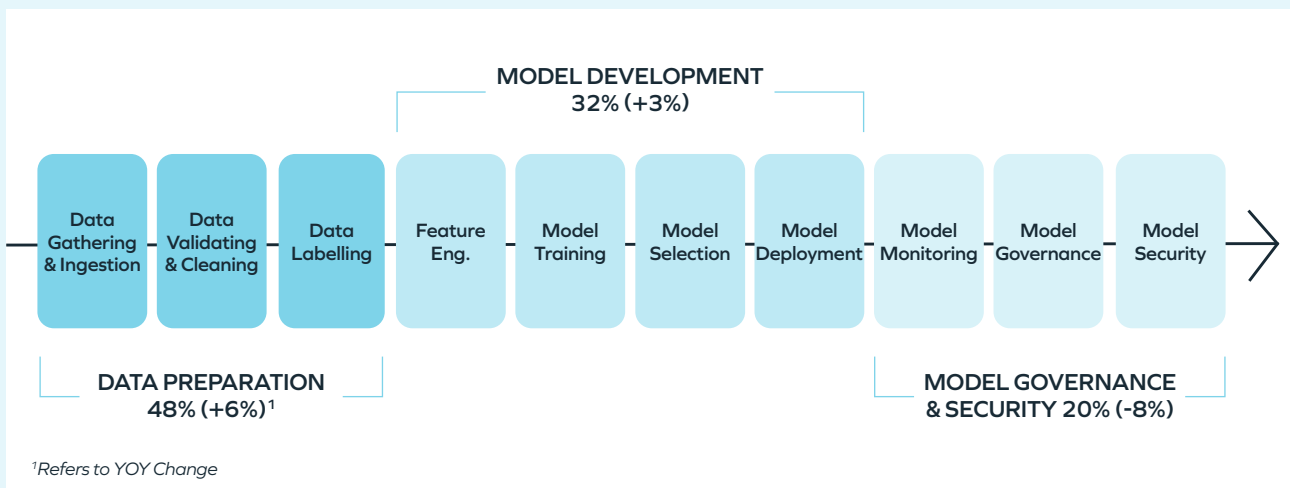 MODEL DEVELOPMENT
32% (+3%)
Data
Gathering
& Ingestion
Data
Validating
& Cleaning
Data
Labelling
Feature
Eng.
Model
Training
Model
Selection
Model
Deployment
Model
Monitoring
Model
Governance
Model
Security
DATA PREPARATION
48% (+6%)¹
MODEL GOVERNANCE
& SECURITY 20% (-8%)
¹Refers to YOY Change